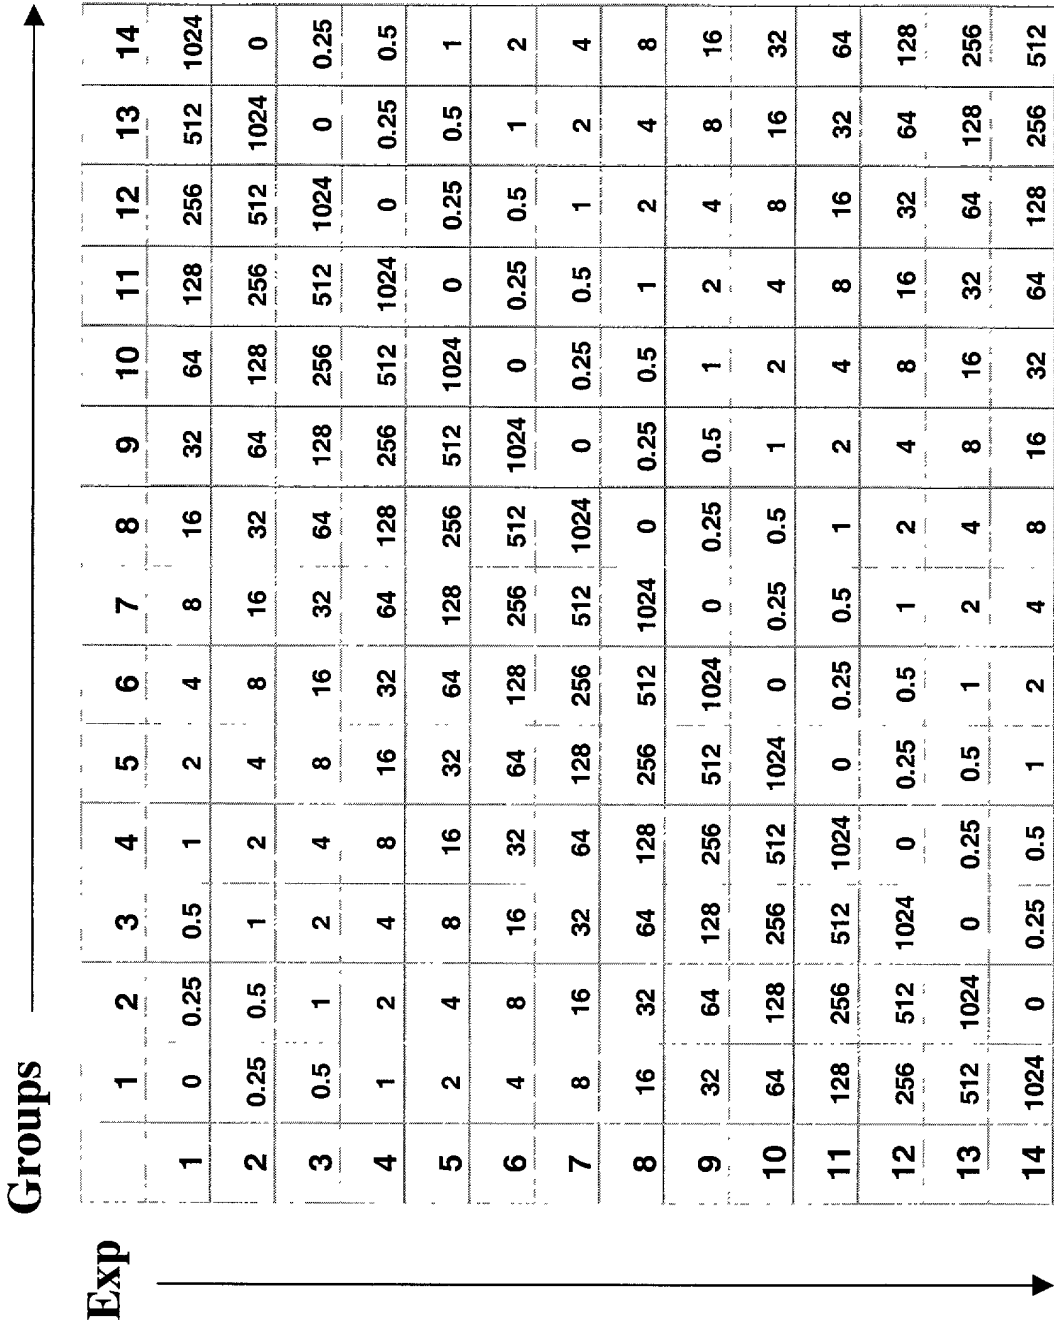 Groups
Exp
1 2 3 4 5 6 7 8 9 10 11 12 13 14
1 0 0.25 0.5 1 2 4 8 16 32 64 128 256 512 1024
2 0.25 0.5 1 2 4 8 16 32 64 128 256 512 1024 0
3 0.5 1 2 4 8 16 32 64 128 256 512 1024 0 0.25
4 1 2 4 8 16 32 64 128 256 512 1024 0 0.25 0.5
5 2 4 8 16 32 64 128 256 512 1024 0 0.25 0.5 1
6 4 8 16 32 64 128 256 512 1024 0 0.25 0.5 1 2
7 8 16 32 64 128 256 512 1024 0 0.25 0.5 1 2 4
8 16 32 64 128 256 512 1024 0 0.25 0.5 1 2 4 8
9 32 64 128 256 512 1024 0 0.25 0.5 1 2 4 8 16
10 64 128 256 512 1024 0 0.25 0.5 1 2 4 8 16 32
11 128 256 512 1024 0 0.25 0.5 1 2 4 8 16 32 64
12 256 512 1024 0 0.25 0.5 1 2 4 8 16 32 64 128
13 512 1024 0 0.25 0.5 1 2 4 8 16 32 64 128 256
14 1024 0 0.25 0.5 1 2 4 8 16 32 64 128 256 512